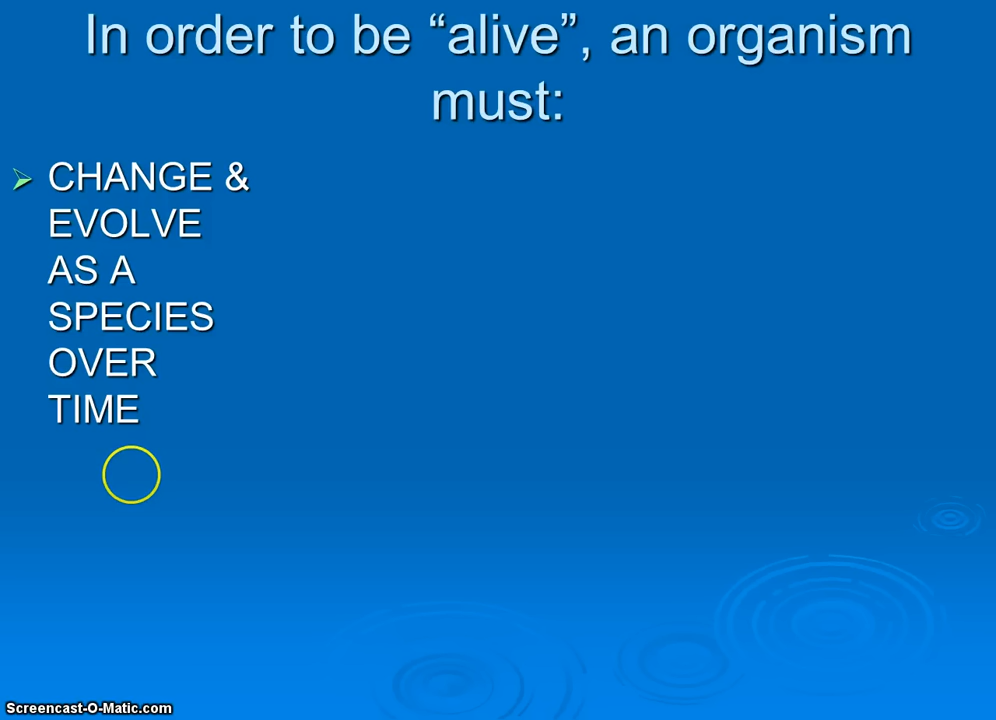 In order to be “alive”, an organism
must:
CHANGE &
EVOLVE
AS A
SPECIES
OVER
TIME
Screencast-O-Matic.com